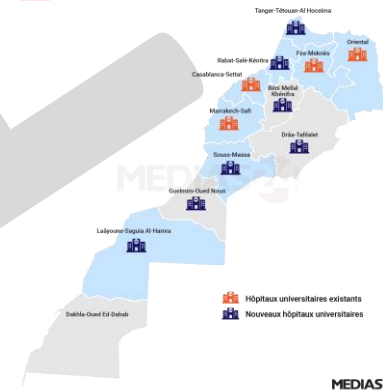 Tanger-Tétouan-Al Hoceima
Oriental
Fès-Meknès
Rabat-Salé-Kénitra
Casablanca-Settat
Béni Mellal
Khénifra
Marrakech-Safi
Drâa-Tafilalet
Souss-Massa
MEDIAS
Guelmim-Oued Noun
Laâyoune-Saguia Al-Hamra
Hôpitaux universitaires existants
Nouveaux hôpitaux universitaires
Dakhla-Oued Ed-Dahab
MEDIAS